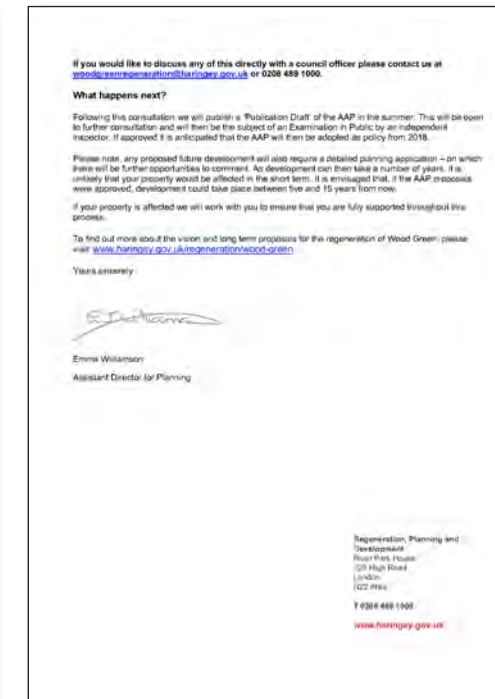 If you would like to discuss any of this directly with a council officer please contact us at
woodgreenregeneration@haringey.gov.uk or 0208 489 1000.
What happens next?
Following this consultation we will publish a 'Publication Draft' of the AAP in the summer. This will be open
to further consultation and will then be the subject of an Examination in Public by an independent
inspector. If approved it is anticipated that the AAP will then be adopted as policy from 2018.
Please note, any proposed future development will also require a detailed planning application – on which
there will be further opportunities to comment. As development can then take a number of years, it is
unlikely that your property would be affected in the short term. It is envisaged that, if the AAP proposals
were approved, development could take place between five and 15 years from now.
If your property is affected we will work with you to ensure that you are fully supported throughout this
process.
To find out more about the vision and long term proposals for the regeneration of Wood Green, please
visit: www.haringey.gov.uk/regeneration/wood-green
Yours sincerely
Emma Williamson
Assistant Director for Planning
Regeneration, Planning and
Development
River Park House
225 High Road
London
N22
T 0208 489 1000
www.haringey.gov.uk